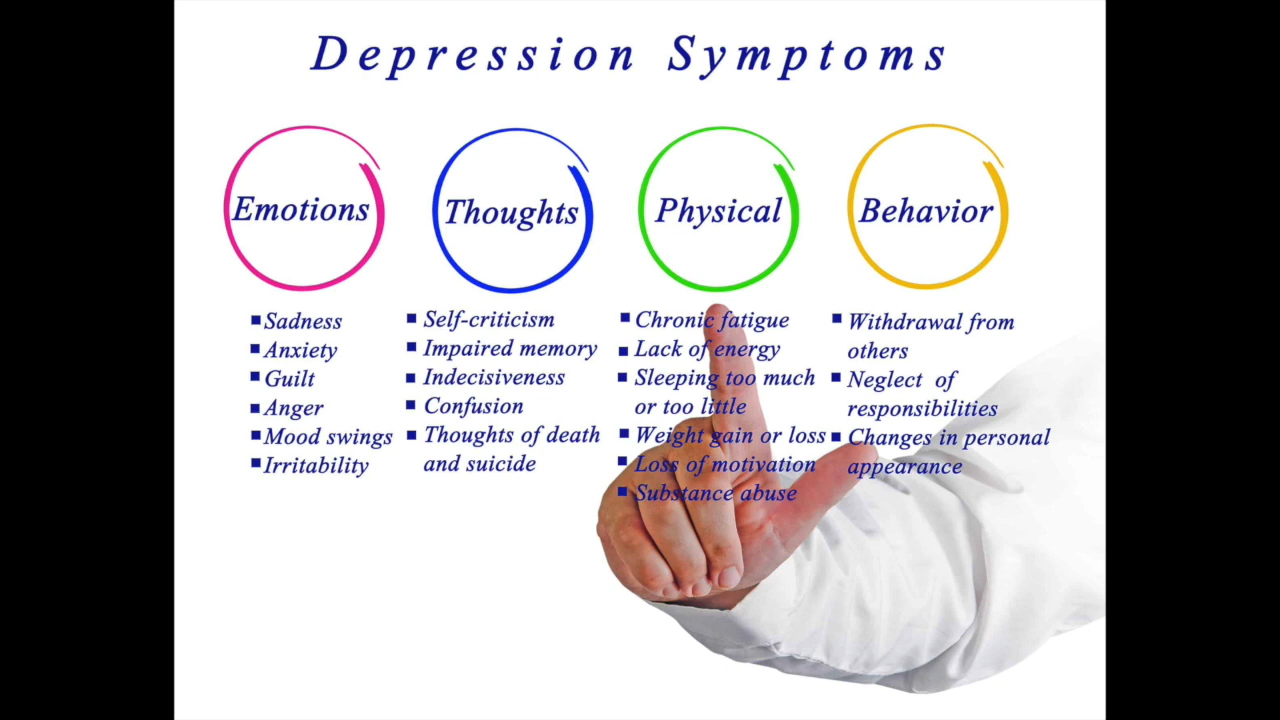 Depression Symptoms
Emotions
Thoughts
Physical
Behavior
Sadness
Anxiety
Guilt
Anger
Mood swings
Irritability
Self-criticism
Impaired memory
Indecisiveness
Confusion
Thoughts of death
and suicide
Chronic fatigue
Lack of energy
Sleeping too much
or too little
Weight gain or loss
Loss of motivation
Substance abuse
Withdrawal from
others
Neglect of
responsibilities
Changes in personal
appearance